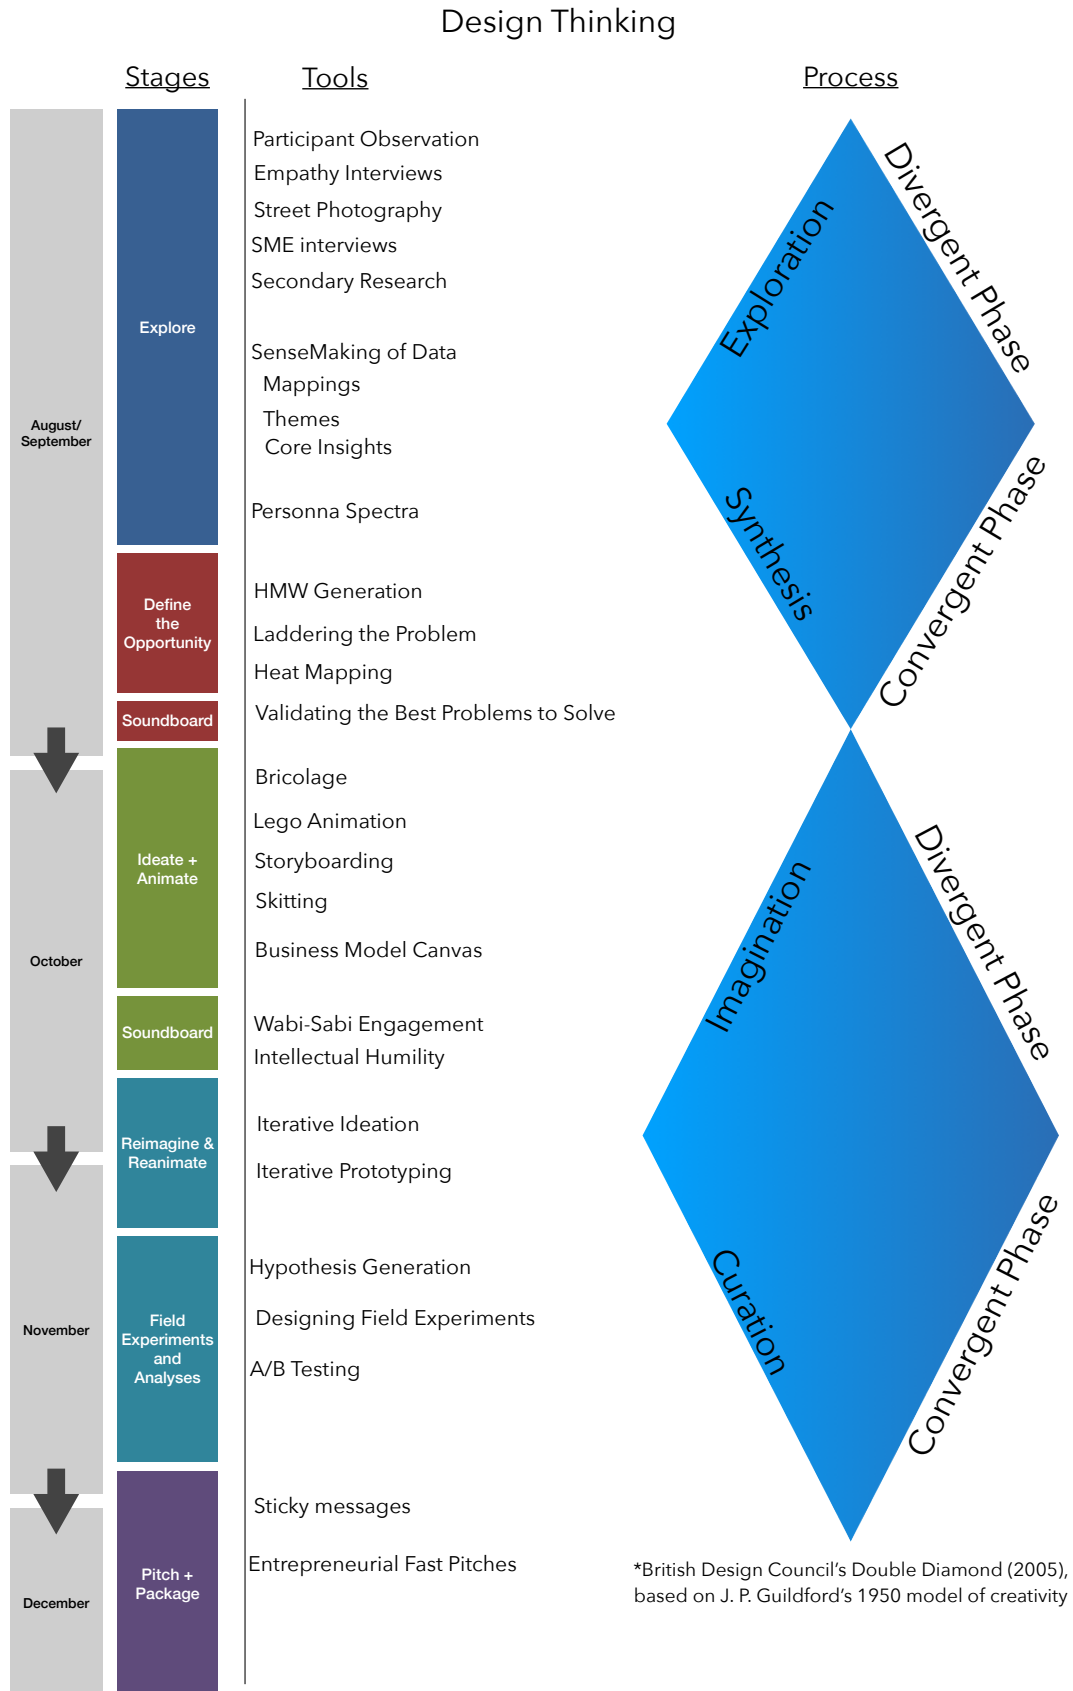 Design Thinking
Stages
Tools
Process
August/
September
October
November
December
Explore
Define
the
Opportunity
Soundboard
Ideate +
Animate
Soundboard
Reimagine &
Reanimate
Field
Experiments
and
Analyses
Pitch +
Package
Participant Observation
Empathy Interviews
Street Photography
SME interviews
Secondary Research
SenseMaking of Data
Mappings
Themes
Core Insights
Personna Spectra
HMW Generation
Laddering the Problem
Heat Mapping
Validating the Best Problems to Solve
Bricolage
Lego Animation
Storyboarding
Skitting
Business Model Canvas
Wabi-Sabi Engagement
Intellectual Humility
Iterative Ideation
Iterative Prototyping
Hypothesis Generation
Designing Field Experiments
A/B Testing
Sticky messages
Entrepreneurial Fast Pitches
Exploration
Divergent Phase
Synthesis
Convergent Phase
Imagination
Divergent Phase
Curation
Convergent Phase
*British Design Council's Double Diamond (2005),
based on J. P. Guildford's 1950 model of creativity